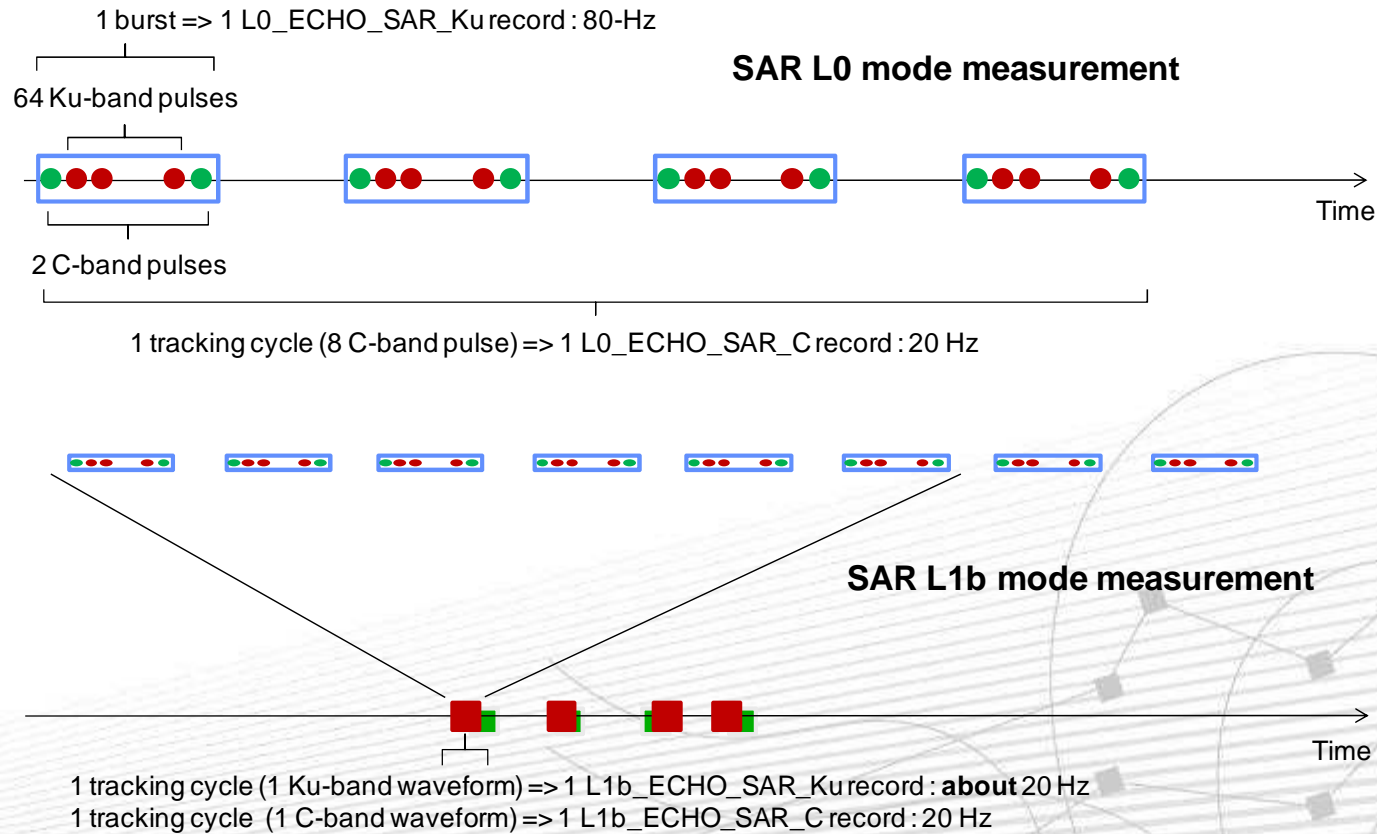 1 burst => 1 L0_ECHO_SAR_Ku record : 80-Hz
SAR L0 mode measurement
64 Ku-band pulses
Time
2 C-band pulses
1 tracking cycle (8 C-band pulse) => 1 L0_ECHO_SAR_C record : 20 Hz
SAR L1b mode measurement
Time
1 tracking cycle (1 Ku-band waveform) => 1 L1b_ECHO_SAR_Ku record : about 20 Hz
1 tracking cycle (1 C-band waveform) => 1 L1b_ECHO_SAR_C record : 20 Hz